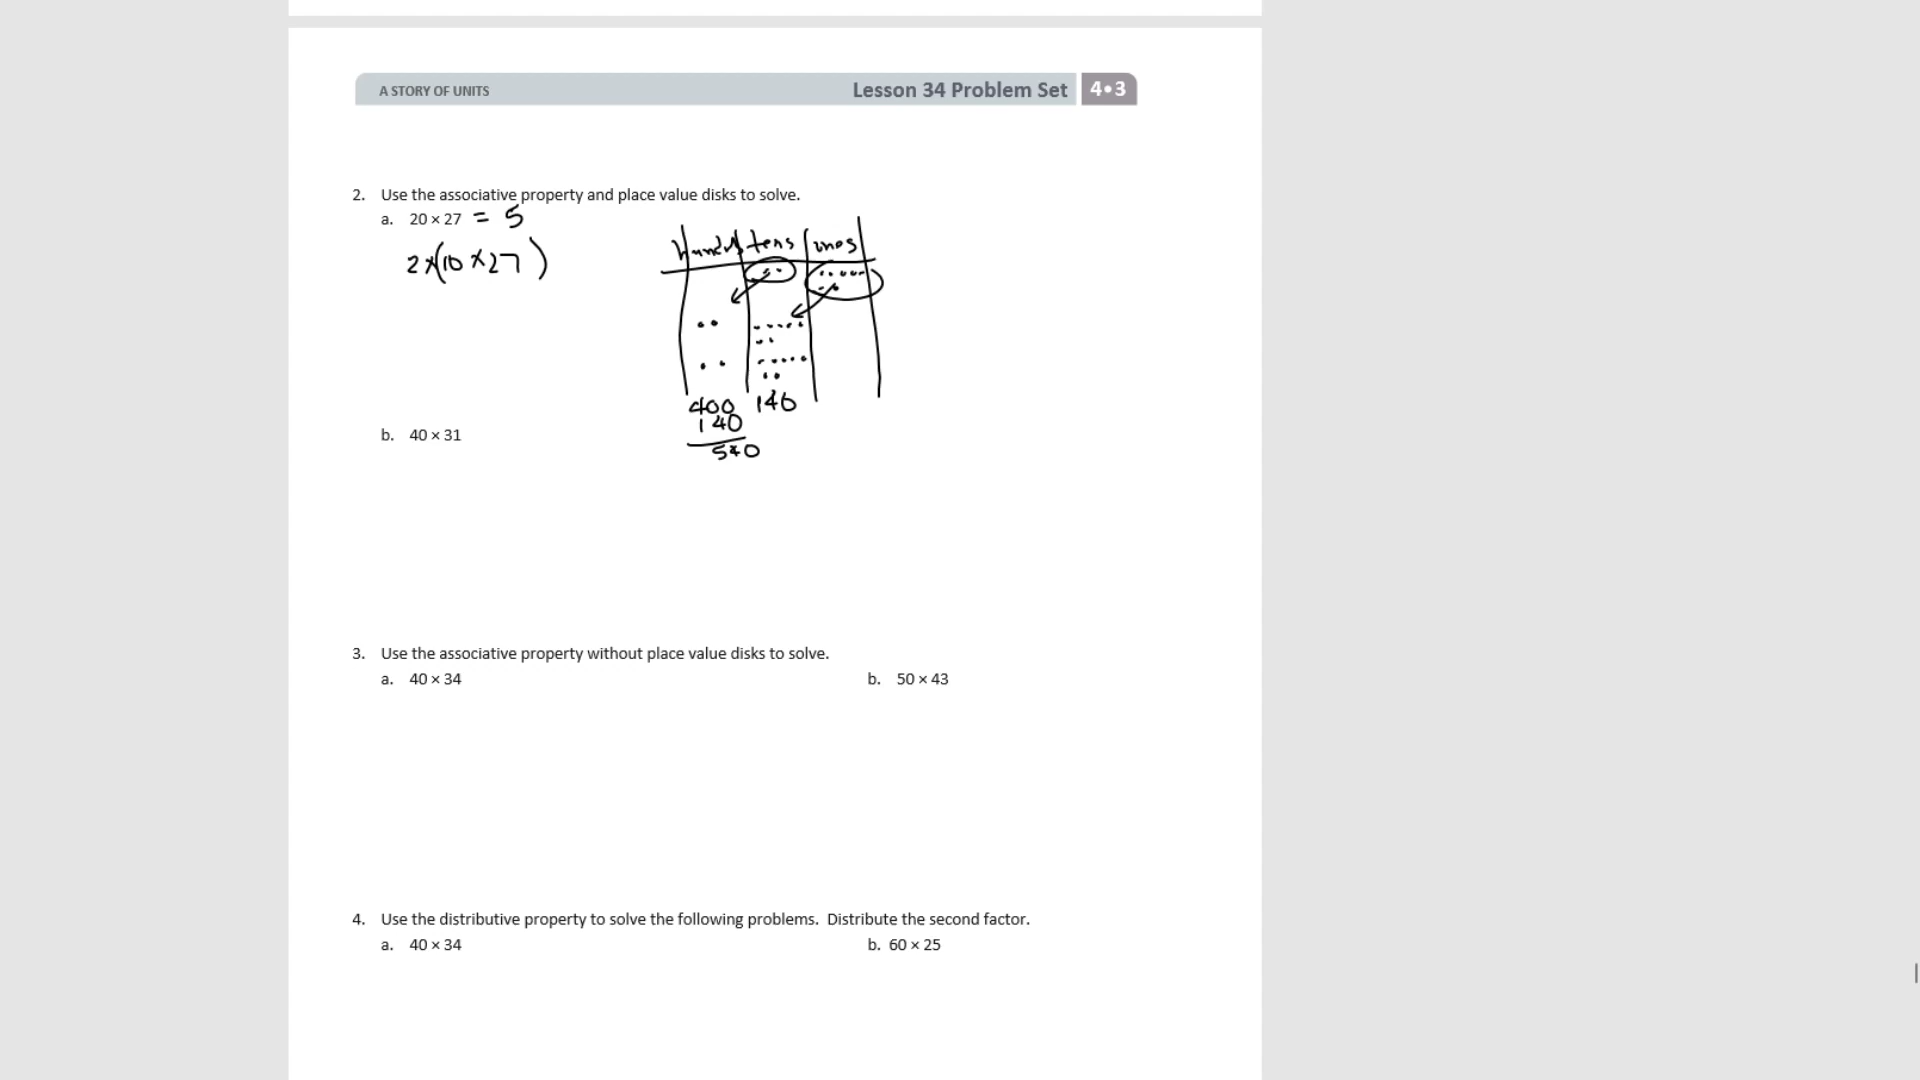 A STORY OF UNITS
Lesson 34 Problem Set 4•3
2. Use the associative property and place value disks to solve.
a. 20 × 27 = 5
2×(10×27)
tens ones
400 140
140
540
b. 40 × 31
3. Use the associative property without place value disks to solve.
a. 40 × 34 b. 50 × 43
4. Use the distributive property to solve the following problems. Distribute the second factor.
a. 40 × 34 b. 60 × 25